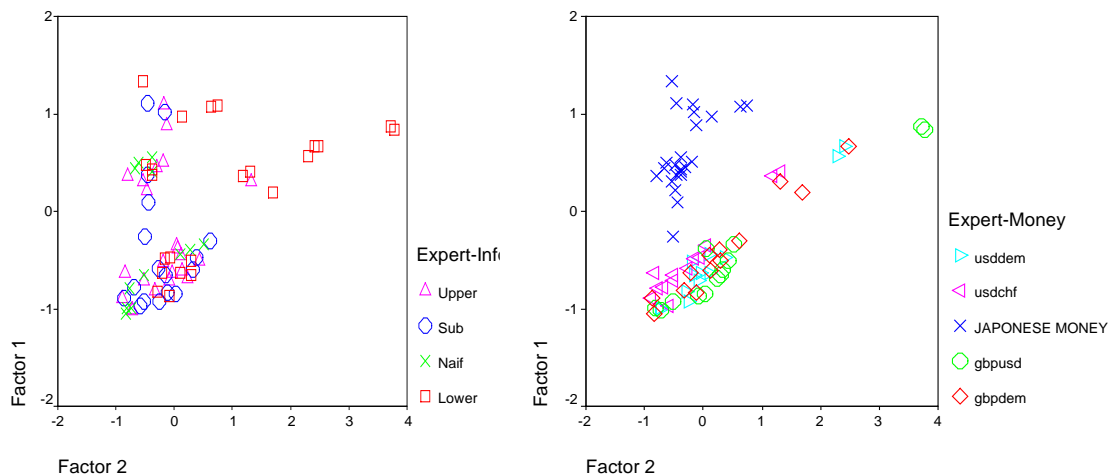 2
1
0
-1
-2
Factor 1
-2
-1
0
1
2
3
4
Factor 2
Expert-Info
Upper
Sub
Naif
Lower
2
1
0
-1
-2
Factor 1
-2
-1
0
1
2
3
4
Factor 2
Expert-Money
usddem
usdchf
JAPONESE MONEY
gbpusd
gbpdem